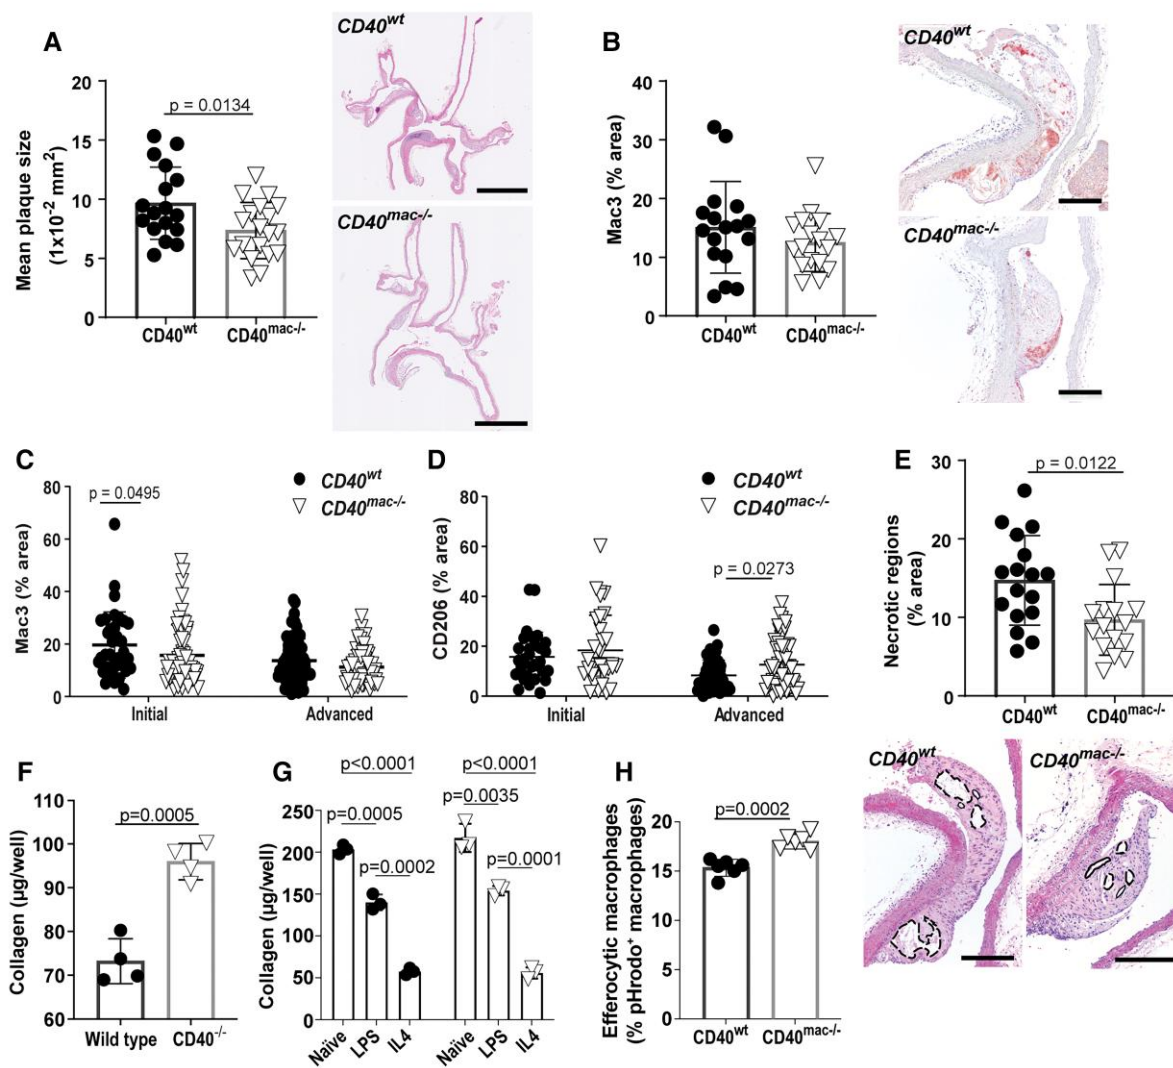 A
CD40wt
p = 0.0134
Mean plaque size
(1x10-2 mm2)
20
15
10
5
0
CD40wt
CD40mac-/-
CD40mac-/-
B
CD40wt
Mac3 (% area)
40
30
20
10
0
CD40wt
CD40mac-/-
CD40mac-/-
C
CD40wt
CD40mac-/-
p = 0.0495
Mac3 (% area)
80
60
40
20
0
Initial
Advanced
D
CD40wt
CD40mac-/-
p = 0.0273
CD206 (% area)
80
60
40
20
0
Initial
Advanced
E
p = 0.0122
Necrotic regions
(% area)
30
20
10
0
CD40wt
CD40mac-/-
CD40wt
CD40mac-/-
F
p=0.0005
Collagen (µg/well)
110
100
90
80
70
60
Wild type
CD40-/-
G
p<0.0001
p<0.0001
p=0.0005
p=0.0035
p=0.0002
p=0.0001
Collagen (µg/well)
250
200
150
100
50
0
Naïve
LPS
IL4
Naïve
LPS
IL4
H
p=0.0002
Efferocytic macrophages
(% pHrodo+ macrophages)
20
15
10
5
0
CD40wt
CD40mac-/-